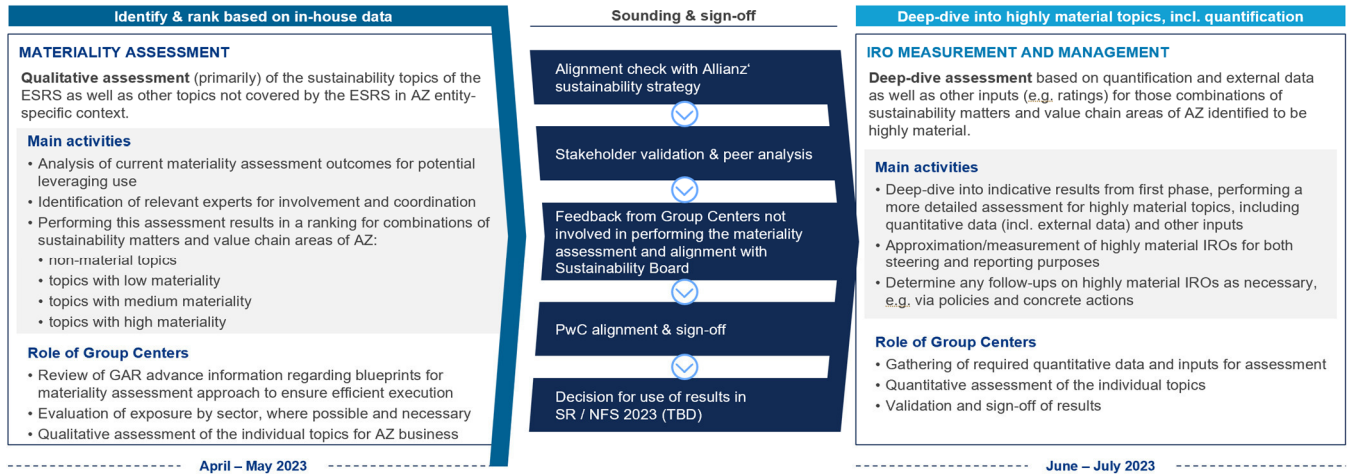 Identify & rank based on in-house data
MATERIALITY ASSESSMENT
Qualitative assessment (primarily) of the sustainability topics of the
ESRS as well as other topics not covered by the ESRS in AZ entity-
specific context.
Main activities
• Analysis of current materiality assessment outcomes for potential
leveraging use
• Identification of relevant experts for involvement and coordination
• Performing this assessment results in a ranking for combinations of
sustainability matters and value chain areas of AZ:
• non-material topics
• topics with low materiality
• topics with medium materiality
• topics with high materiality
Role of Group Centers
• Review of GAR advance information regarding blueprints for
materiality assessment approach to ensure efficient execution
• Evaluation of exposure by sector, where possible and necessary
• Qualitative assessment of the individual topics for AZ business
April – May 2023
Sounding & sign-off
Alignment check with Allianz‘
sustainability strategy
Stakeholder validation & peer analysis
Feedback from Group Centers not
involved in performing the materiality
assessment and alignment with
Sustainability Board
PwC alignment & sign-off
Decision for use of results in
SR / NFS 2023 (TBD)
Deep-dive into highly material topics, incl. quantification
IRO MEASUREMENT AND MANAGEMENT
Deep-dive assessment based on quantification and external data
as well as other inputs (e.g. ratings) for those combinations of
sustainability matters and value chain areas of AZ identified to be
highly material.
Main activities
• Deep-dive into indicative results from first phase, performing a
more detailed assessment for highly material topics, including
quantitative data (incl. external data) and other inputs
• Approximation/measurement of highly material IROs for both
steering and reporting purposes
• Determine any follow-ups on highly material IROs as necessary,
e.g. via policies and concrete actions
Role of Group Centers
• Gathering of required quantitative data and inputs for assessment
• Quantitative assessment of the individual topics
• Validation and sign-off of results
June – July 2023